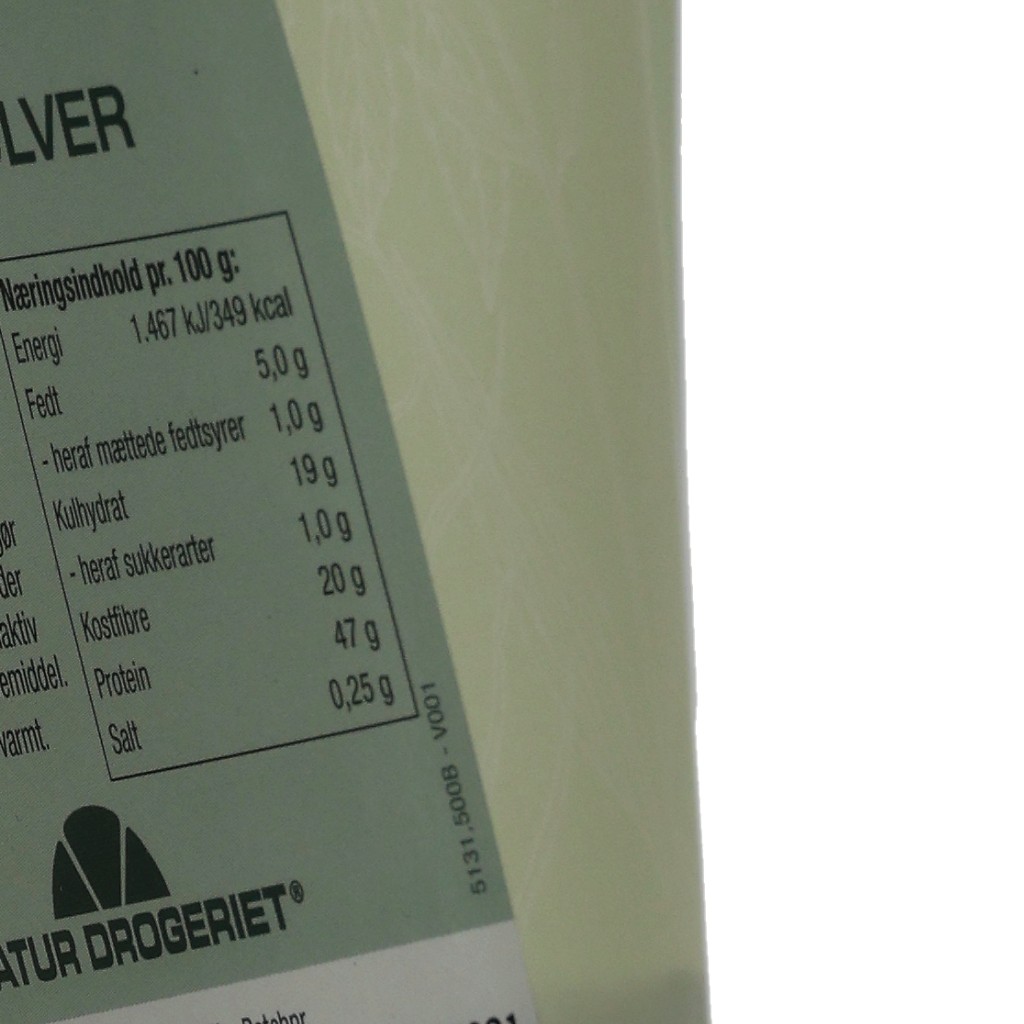 LVER
Næringsindhold pr. 100 g:
Energi 1.467 kJ/349 kcal
Fedt 5,0 g
- heraf mættede fedtsyrer 1,0 g
Kulhydrat 19 g
- heraf sukkerarter 1,0 g
Kostfibre 20 g
Protein 47 g
Salt 0,25 g
der
aktiv
emiddel.
varmt.
5131,500B - V001
ATUR DROGERIET®